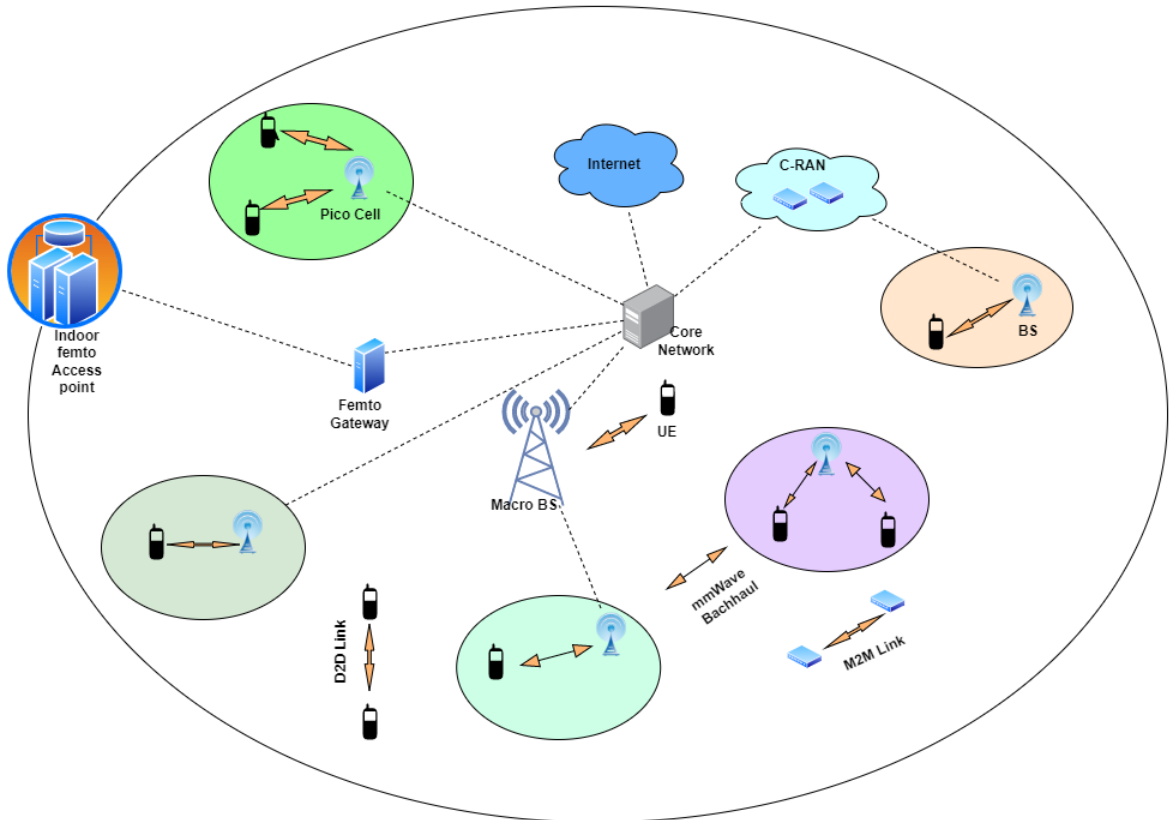 Internet
C-RAN
Pico Cell
Indoor
femto
Access
point
BS
Core
Network
Femto
Gateway
UE
Macro BS
mmWave
Bachhaul
D2D Link
M2M Link